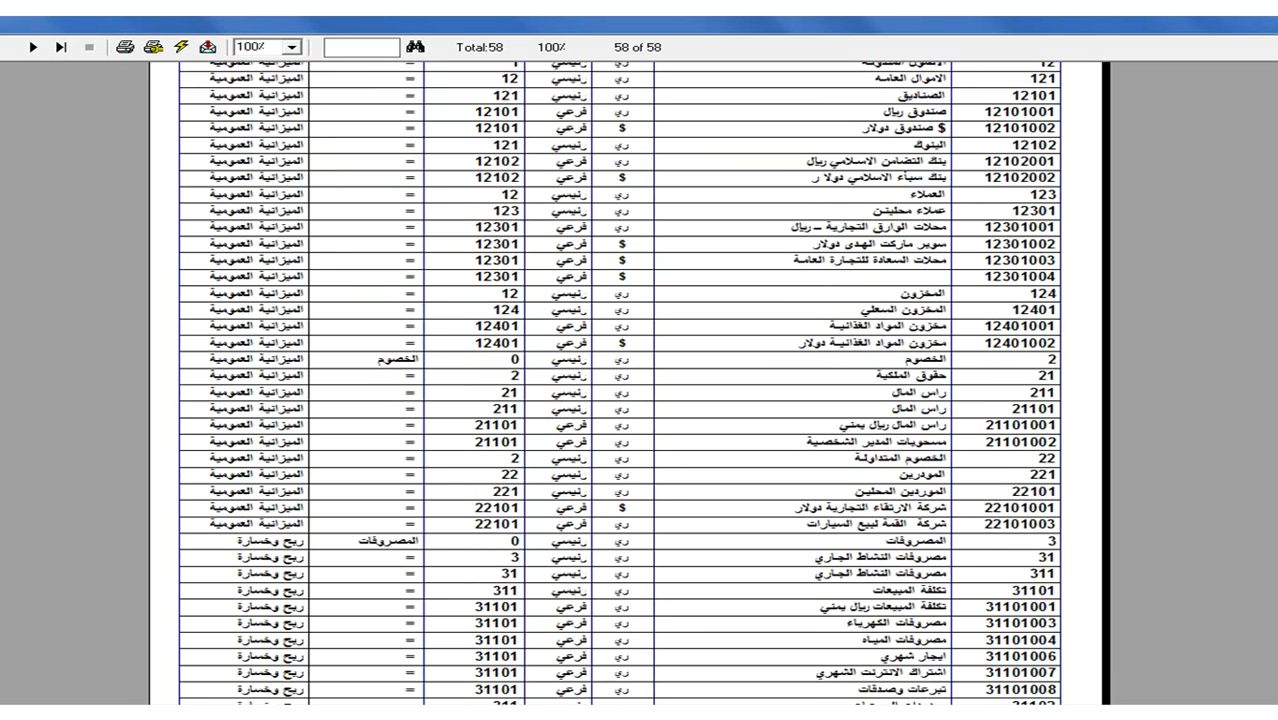 100% Total:58 100% 58 of 58
12 الاصول المتداولة ري رئيسي 1 = الميزانية العمومية
121 الاموال العامه ري رئيسي 12 = الميزانية العمومية
12101 الصناديق ري رئيسي 121 = الميزانية العمومية
12101001 صندوق ريال ري فرعي 12101 = الميزانية العمومية
12101002 $ صندوق دولار $ فرعي 12101 = الميزانية العمومية
12102 البنوك ري رئيسي 121 = الميزانية العمومية
12102001 بنك التضامن الاسلامي ريال ري فرعي 12102 = الميزانية العمومية
12102002 بنك سبأء الاسلامي دولا ر $ فرعي 12102 = الميزانية العمومية
123 العملاء ري رئيسي 12 = الميزانية العمومية
12301 عملاء محليـن ري رئيسي 123 = الميزانية العمومية
12301001 محلات الوارق التجارية ـ ريال ري فرعي 12301 = الميزانية العمومية
12301002 سوبر ماركت الهدى دولار $ فرعي 12301 = الميزانية العمومية
12301003 محلات السعادة للتجارة العامة $ فرعي 12301 = الميزانية العمومية
12301004 $ فرعي 12301 = الميزانية العمومية
124 المخزون ري رئيسي 12 = الميزانية العمومية
12401 المخزون السعلي ري رئيسي 124 = الميزانية العمومية
12401001 مخزون المواد الغذائيـة ري فرعي 12401 = الميزانية العمومية
12401002 مخزون المواد الغذائيـة دولار $ فرعي 12401 = الميزانية العمومية
2 الخصوم ري رئيسي 0 الخصوم الميزانية العمومية
21 حقوق الملكية ري رئيسي 2 = الميزانية العمومية
211 راس المال ري رئيسي 21 = الميزانية العمومية
21101 راس المال ري رئيسي 211 = الميزانية العمومية
21101001 راس المال ريال يمني ري فرعي 21101 = الميزانية العمومية
21101002 مسحوبات المدير الشخصية ري فرعي 21101 = الميزانية العمومية
22 الخصوم المتداولـة ري رئيسي 2 = الميزانية العمومية
221 المودرين ري رئيسي 22 = الميزانية العمومية
22101 الموردين المحلين ري رئيسي 221 = الميزانية العمومية
22101001 شركة الارتقاء التجارية دولار $ فرعي 22101 = الميزانية العمومية
22101003 شركة القمة لبيع السيارات ري فرعي 22101 = الميزانية العمومية
3 المصروفات ري رئيسي 0 المصروفات ربح وخسارة
31 مصروفات النشاط الجاري ري رئيسي 3 = ربح وخسارة
311 مصروفات النشاط الجاري ري رئيسي 31 = ربح وخسارة
31101 تكلفة المبيعات ري رئيسي 311 = ربح وخسارة
31101001 تكلفة المبيعات ريال يمني ري فرعي 31101 = ربح وخسارة
31101003 مصروفات الكهرباء ري فرعي 31101 = ربح وخسارة
31101004 مصروفات المياه ري فرعي 31101 = ربح وخسارة
31101006 ايجار شهري ري فرعي 31101 = ربح وخسارة
31101007 اشتراك الانترنت الشهري ري فرعي 31101 = ربح وخسارة
31101008 تبرعات وصدقات ري فرعي 31101 = ربح وخسارة